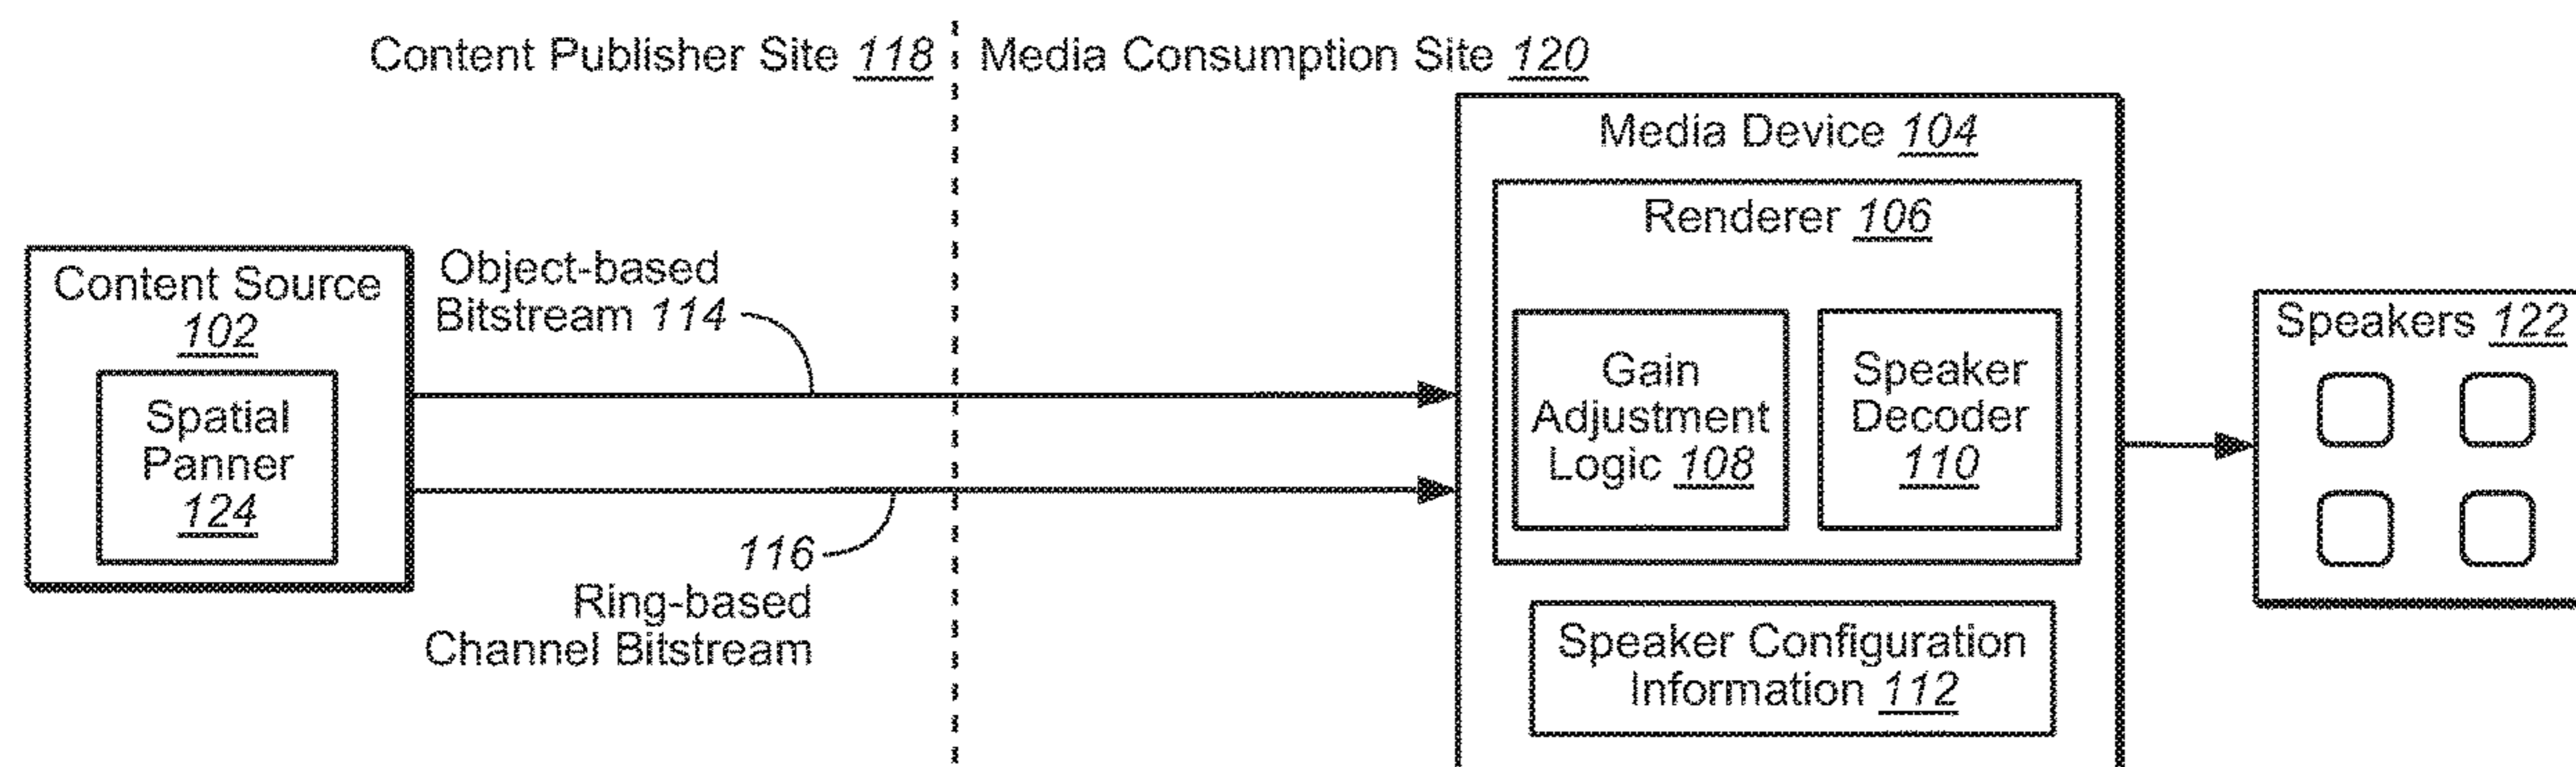 Content Publisher Site 118
Media Consumption Site 120
Content Source
102
Spatial
Panner
124
Object-based
Bitstream 114
116
Ring-based
Channel Bitstream
Media Device 104
Renderer 106
Gain
Adjustment
Logic 108
Speaker
Decoder
110
Speaker Configuration
Information 112
Speakers 122